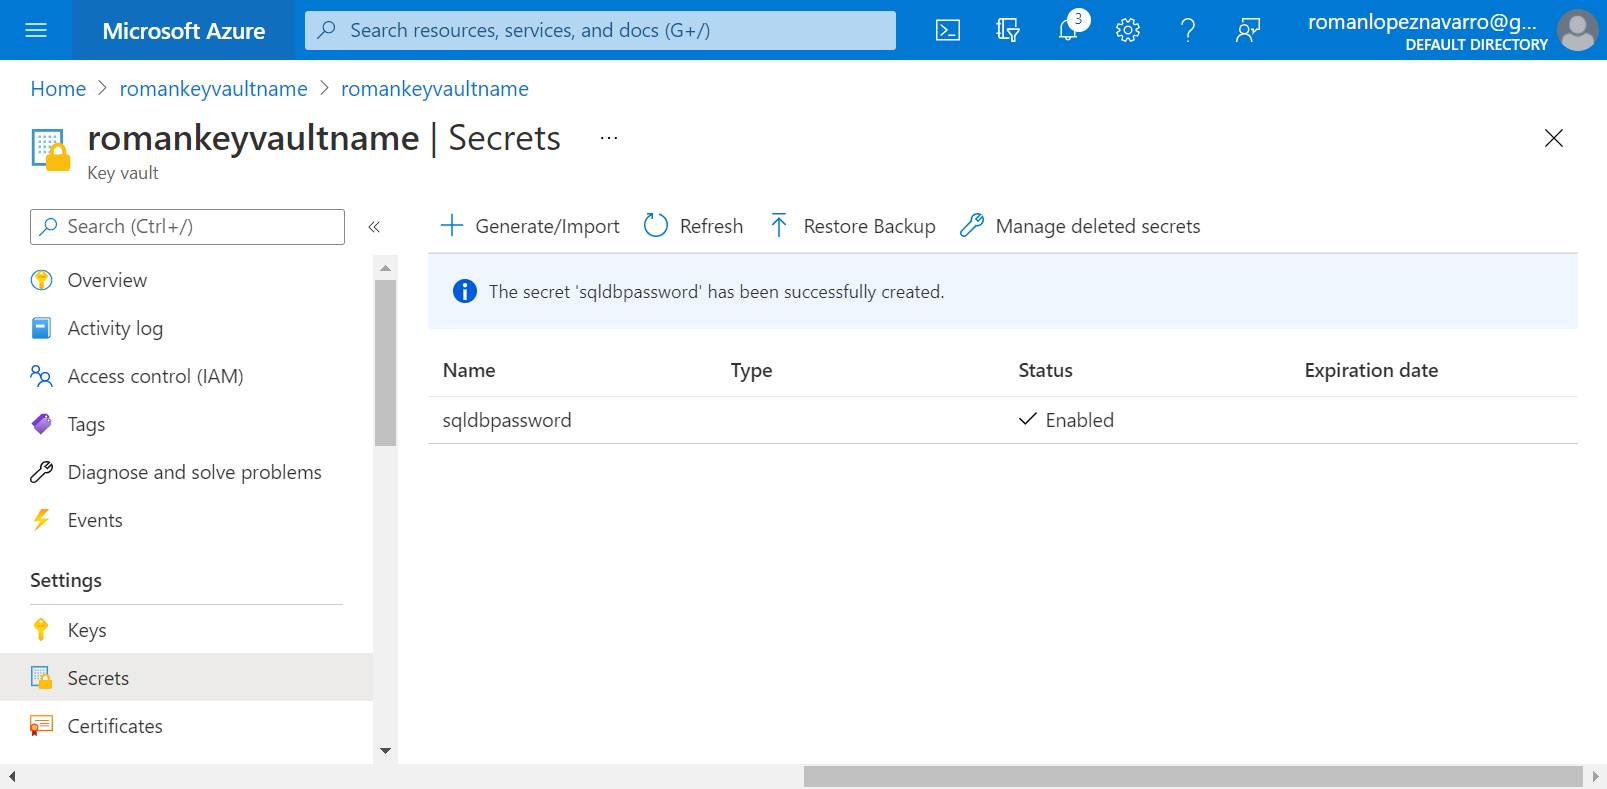 Microsoft Azure
Search resources, services, and docs (G+/)
3
romanlopeznavarro@g...
DEFAULT DIRECTORY
Home > romankeyvaultname > romankeyvaultname
romankeyvaultname | Secrets ...
Key vault
Search (Ctrl+/)
«
Overview
Activity log
Access control (IAM)
Tags
Diagnose and solve problems
Events
Settings
Keys
Secrets
Certificates
Generate/Import Refresh Restore Backup Manage deleted secrets
The secret 'sqldbpassword' has been successfully created.
Name Type Status Expiration date
sqldbpassword Enabled